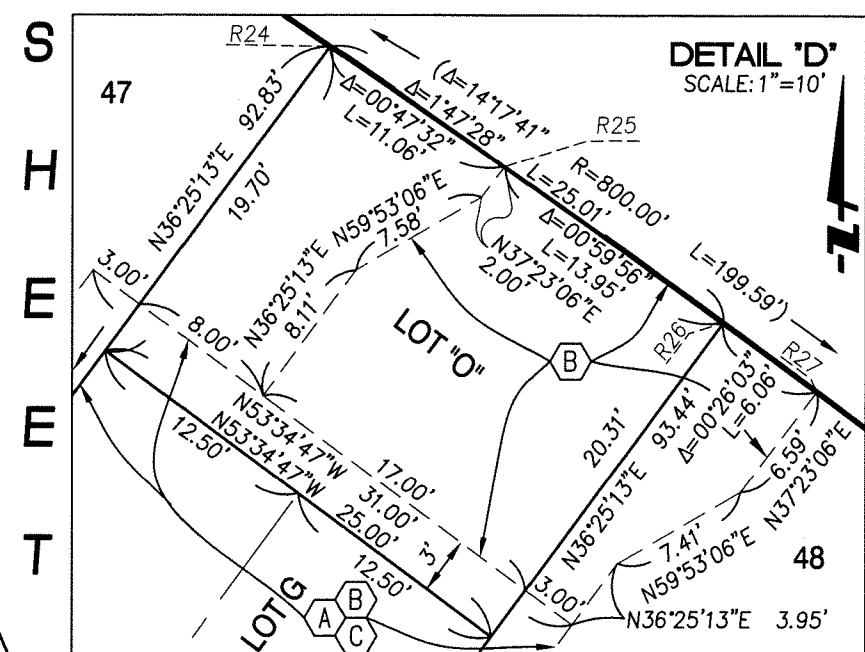 SHEET
DETAIL "D"
SCALE: 1"=10'
R24
47
(Δ=14°17'41"
Δ=1°47'28"
Δ=00°47'32"
L=11.06'
R25
R=800.00'
L=25.01'
Δ=00°59'56"
L=13.95'
L=199.59')
N36°25'13"E 92.83'
19.70'
N59°53'06"E
7.58'
N37°23'06"E
2.00'
N36°25'13"E
8.11'
3.00'
8.00'
LOT "O"
B
R26
R27
N53°34'47"W
N53°34'47"W
12.50'
17.00'
31.00'
25.00'
12.50'
3'
20.31'
N36°25'13"E 93.44'
Δ=00°26'03"
L=6.06'
6.59'
N37°23'06"E
7.41'
N59°53'06"E
48
3.00'
N36°25'13"E 3.95'
LOT G
A
B
C